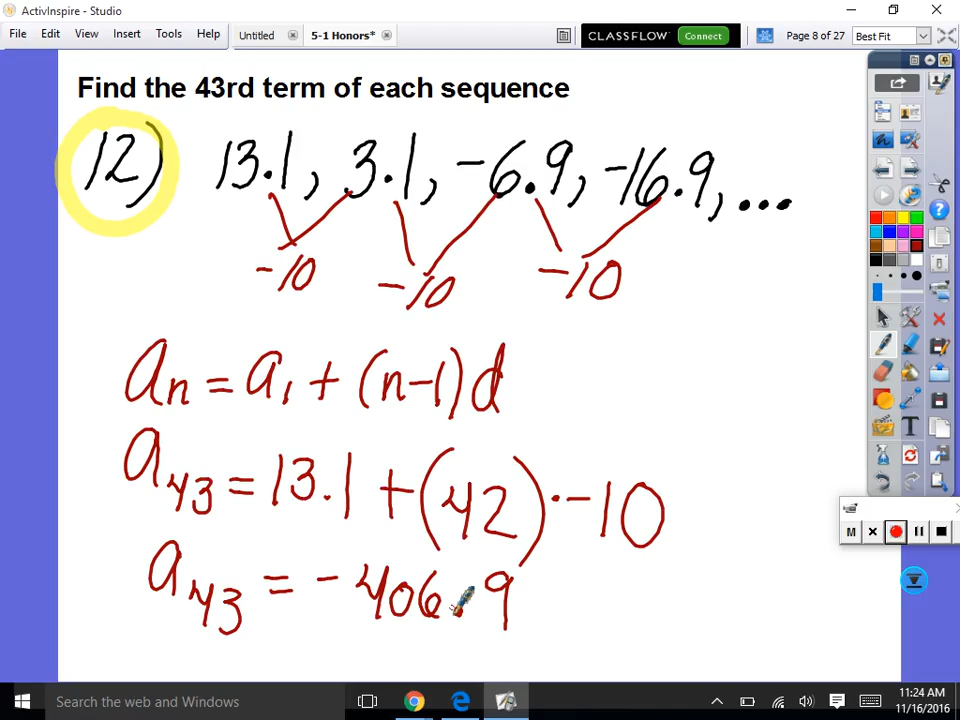 ActivInspire - Studio
File Edit View Insert Tools Help Untitled 5-1 Honors* CLASSFLOW Connect Page 8 of 27 Best Fit
Find the 43rd term of each sequence
12) 13.1, 3.1, -6.9, -16.9, ...
-10 -10 -10
an = a1 + (n-1)d
a43 = 13.1 + (42) · -10
a43 = -406.9
M
Search the web and Windows
11:24 AM
11/16/2016